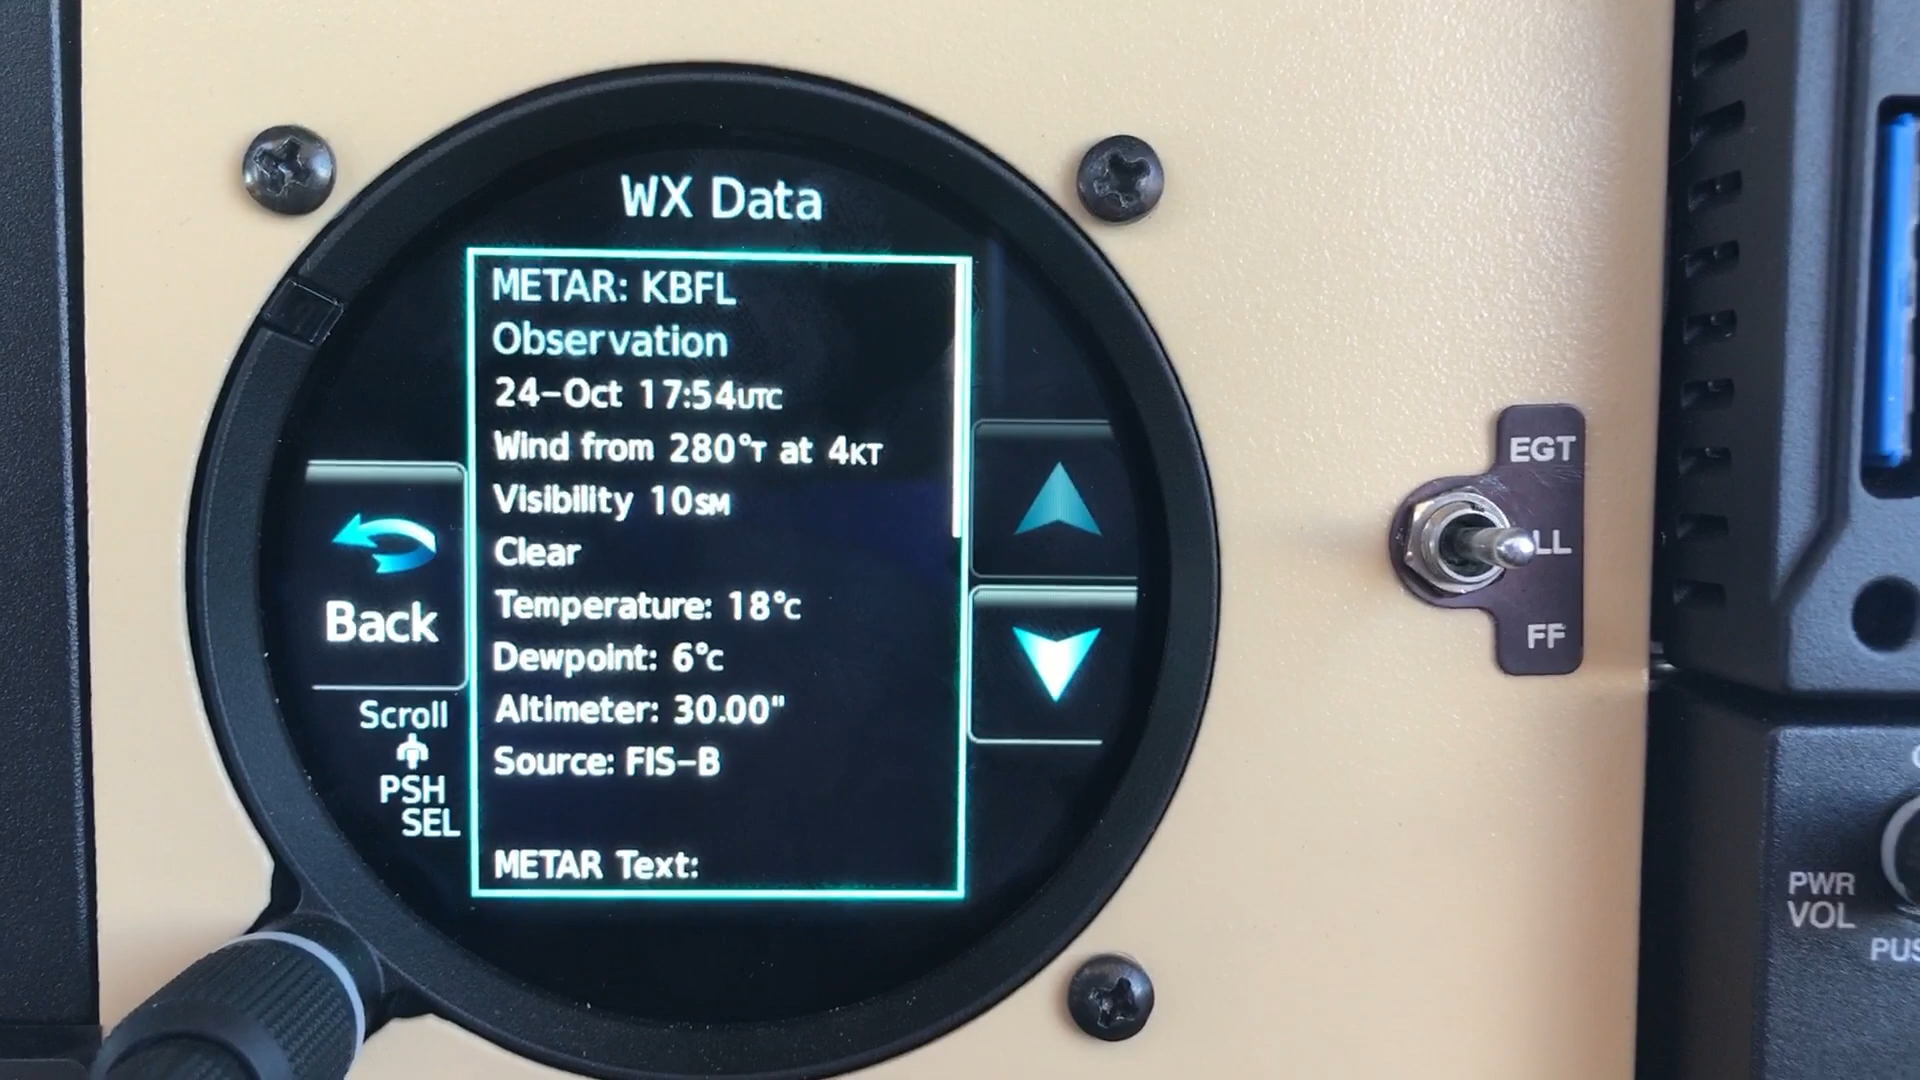 WX Data
METAR: KBFL
Observation
24-Oct 17:54UTC
Wind from 280°T at 4KT
Visibility 10SM
Clear
Temperature: 18°C
Dewpoint: 6°C
Altimeter: 30.00"
Source: FIS-B
METAR Text:
Back
Scroll
PSH
SEL
EGT
FF
PWR
VOL